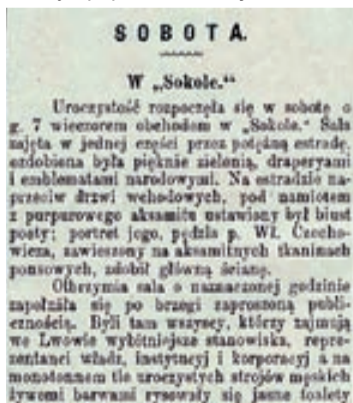 SOBOTA.
W „Sokole."
Uroczystość rozpoczęła się w sobotę o
g. 7 wieczorem obchodem w „Sokole." Sala
zajęta w jednej części przez potężną estradę,
ozdobiona była pięknie zielenią, draperyami
i emblematami narodowymi. Na estradzie na-
przeciw drzwi wchodowych, pod namiotem
z purpurowego aksamitu ustawiony był biust
poety; portret jego, pędzla p. Wł. Czecho-
wicza, zawieszony na aksamitnych tkaninach
ponsowych, zdobił główną ścianę.
Olbrzymia sala o naznaczonej godzinie
zapełniła się po brzegi zaproszoną publi-
cznością. Byli tam wszyscy, którzy zajmują
we Lwowie wybitniejsze stanowiska, repre-
zentanci władz, instytucyj i korporacyj a na
monotonnem tle uroczystych strojów męskich
żywemi barwami rysowały się jasne toalety